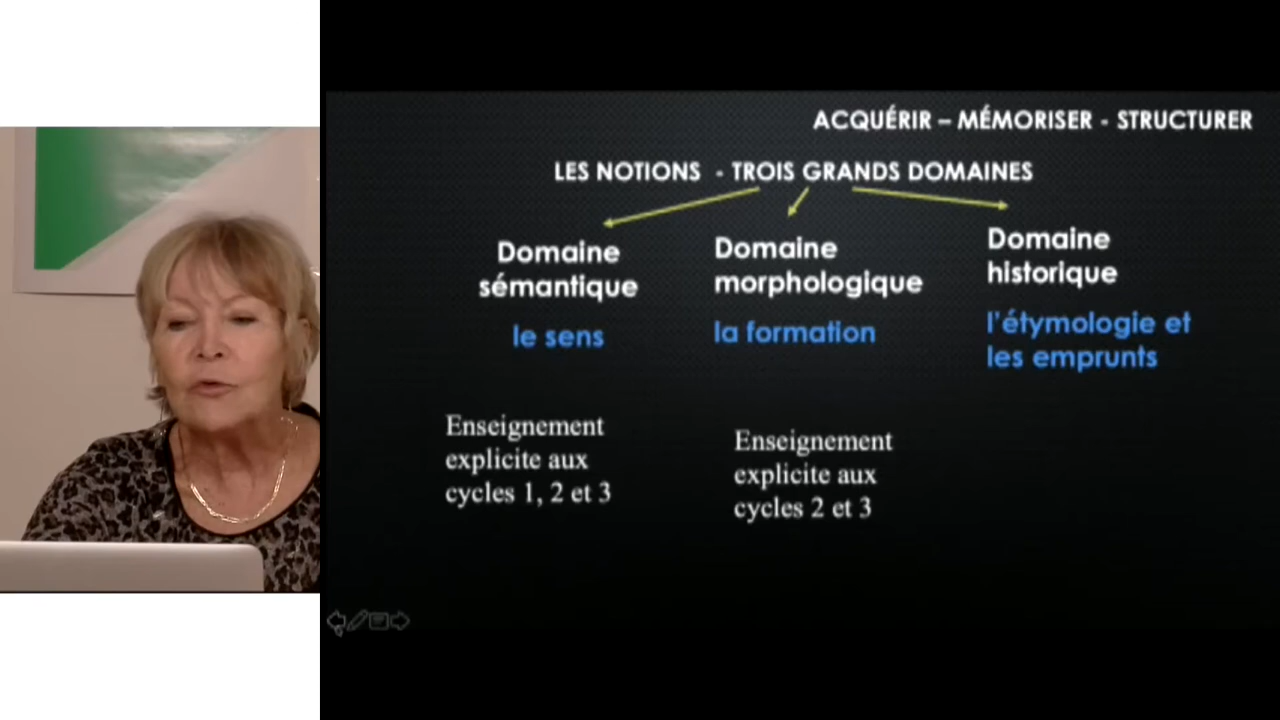 ACQUÉRIR – MÉMORISER - STRUCTURER
LES NOTIONS - TROIS GRANDS DOMAINES
Domaine
sémantique
le sens
Domaine
morphologique
la formation
Domaine
historique
l'étymologie et
les emprunts
Enseignement
explicite aux
cycles 1, 2 et 3
Enseignement
explicite aux
cycles 2 et 3